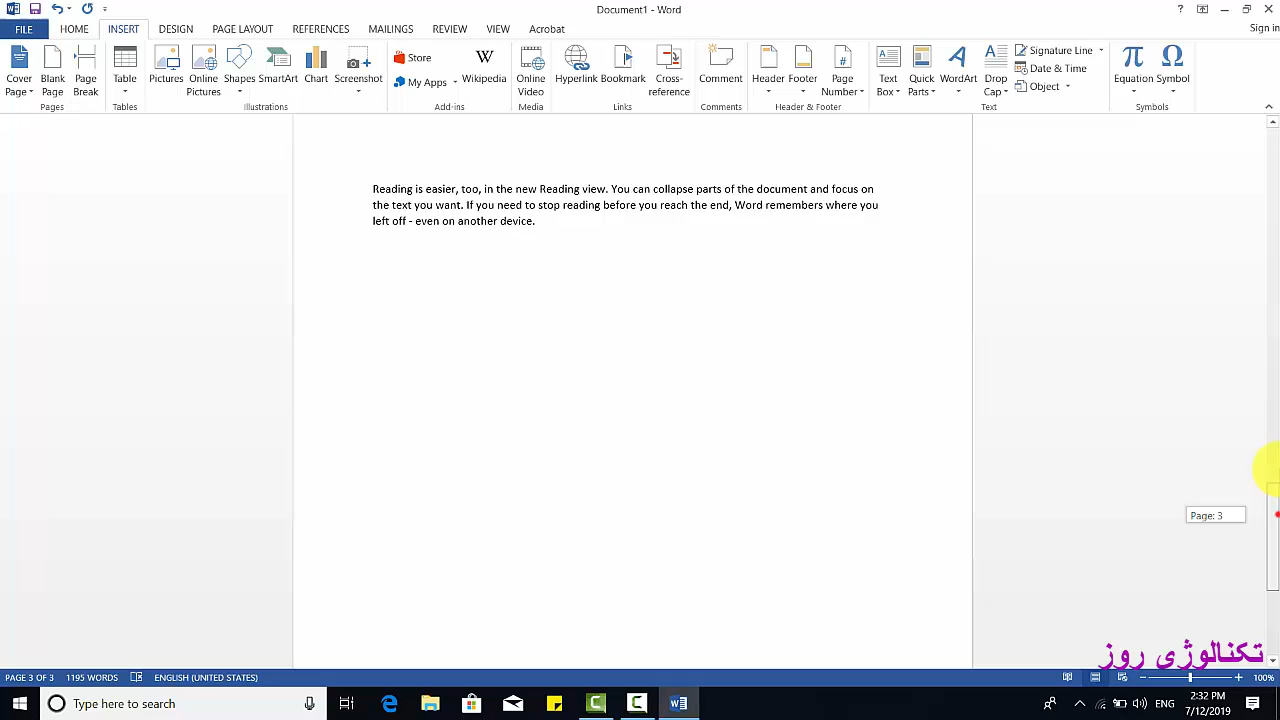 Document1 - Word
Sign in
FILE HOME INSERT DESIGN PAGE LAYOUT REFERENCES MAILINGS REVIEW VIEW Acrobat
Cover Page
Blank Page
Page Break
Pages
Table
Tables
Pictures
Online Pictures
Shapes
SmartArt
Chart
Screenshot
Illustrations
Store
My Apps
Wikipedia
Add-ins
Online Video
Media
Hyperlink
Bookmark
Cross-reference
Links
Comment
Comments
Header
Footer
Page Number
Header & Footer
Text Box
Quick Parts
WordArt
Drop Cap
Signature Line
Date & Time
Object
Text
Equation
Symbol
Symbols
Reading is easier, too, in the new Reading view. You can collapse parts of the document and focus on
the text you want. If you need to stop reading before you reach the end, Word remembers where you
left off - even on another device.
Page: 3
تکنالوژی روز
PAGE 3 OF 3 1195 WORDS ENGLISH (UNITED STATES) 100%
Type here to search
ENG
2:32 PM
7/12/2019